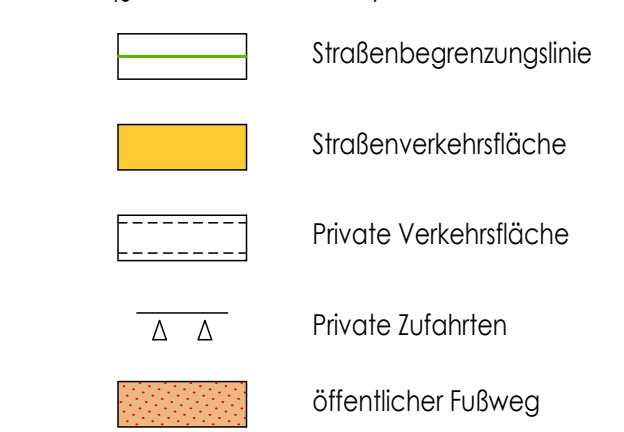 Straßenbegrenzungslinie
Straßenverkehrsfläche
Private Verkehrsfläche
Private Zufahrten
öffentlicher Fußweg